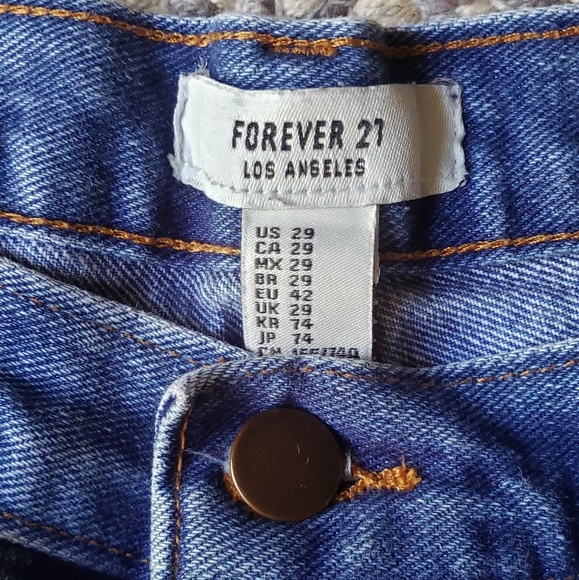 FOREVER 21
LOS ANGELES
US 29
CA 29
MX 29
BR 29
EU 42
UK 29
KR 74
JP 74